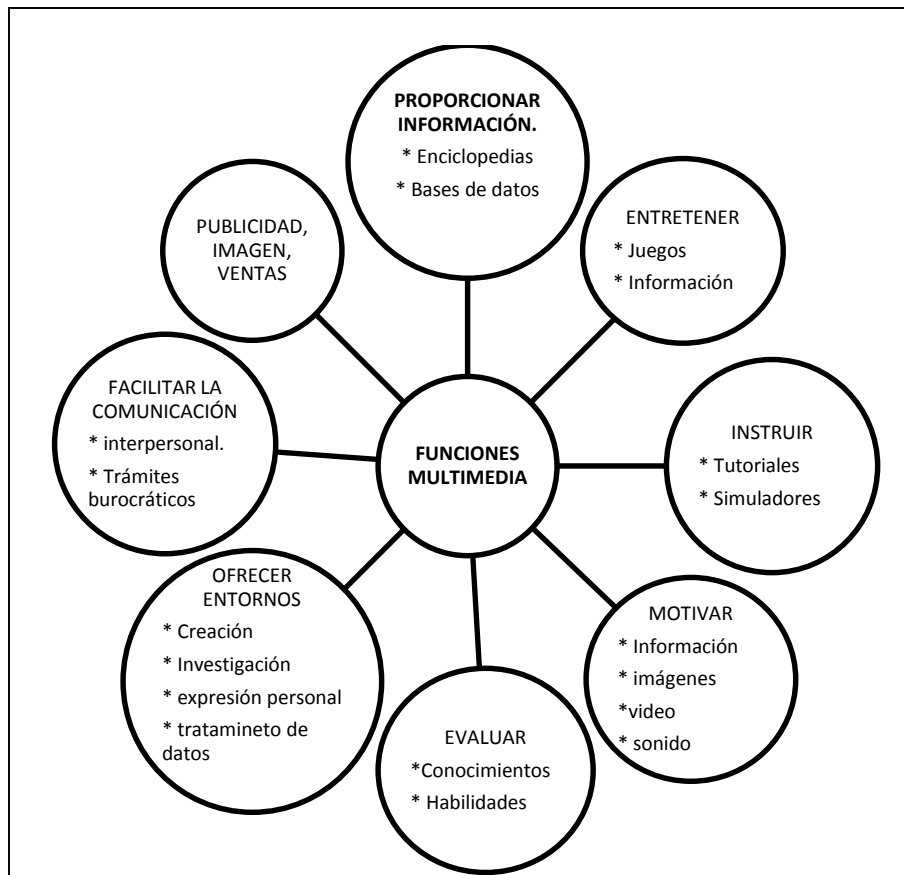 PROPORCIONAR
INFORMACIÓN.
* Enciclopedias
* Bases de datos
ENTRETENER
* Juegos
* Información
INSTRUIR
* Tutoriales
* Simuladores
MOTIVAR
* Información
* imágenes
*video
* sonido
EVALUAR
*Conocimientos
* Habilidades
OFRECER
ENTORNOS
* Creación
* Investigación
* expresión personal
* tratamineto de
datos
FACILITAR LA
COMUNICACIÓN
* interpersonal.
* Trámites
burocráticos
PUBLICIDAD,
IMAGEN,
VENTAS
FUNCIONES
MULTIMEDIA